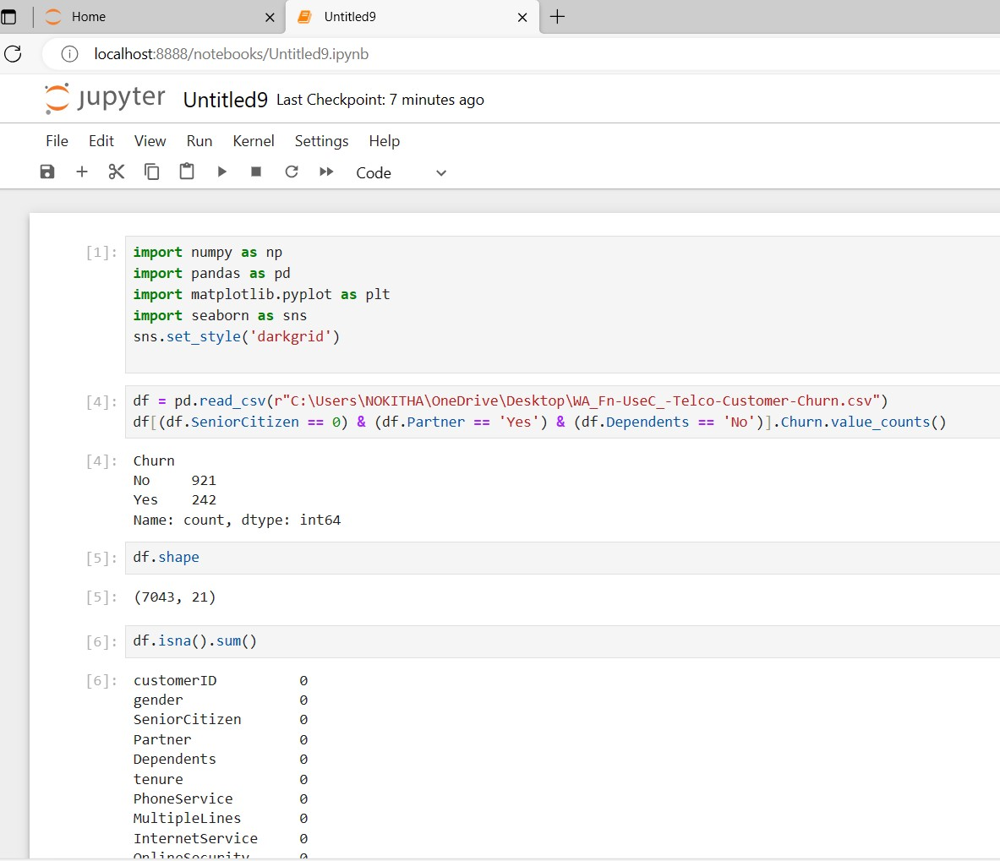 Home
Untitled9
localhost:8888/notebooks/Untitled9.ipynb
jupyter Untitled9 Last Checkpoint: 7 minutes ago
File Edit View Run Kernel Settings Help
Code
[1]: import numpy as np
import pandas as pd
import matplotlib.pyplot as plt
import seaborn as sns
sns.set_style('darkgrid')
[4]: df = pd.read_csv(r"C:\Users\NOKITHA\OneDrive\Desktop\WA_Fn-UseC_-Telco-Customer-Churn.csv")
df[(df.SeniorCitizen == 0) & (df.Partner == 'Yes') & (df.Dependents == 'No')].Churn.value_counts()
[4]: Churn
No 921
Yes 242
Name: count, dtype: int64
[5]: df.shape
[5]: (7043, 21)
[6]: df.isna().sum()
[6]: customerID 0
gender 0
SeniorCitizen 0
Partner 0
Dependents 0
tenure 0
PhoneService 0
MultipleLines 0
InternetService 0
OnlineSecurity 0